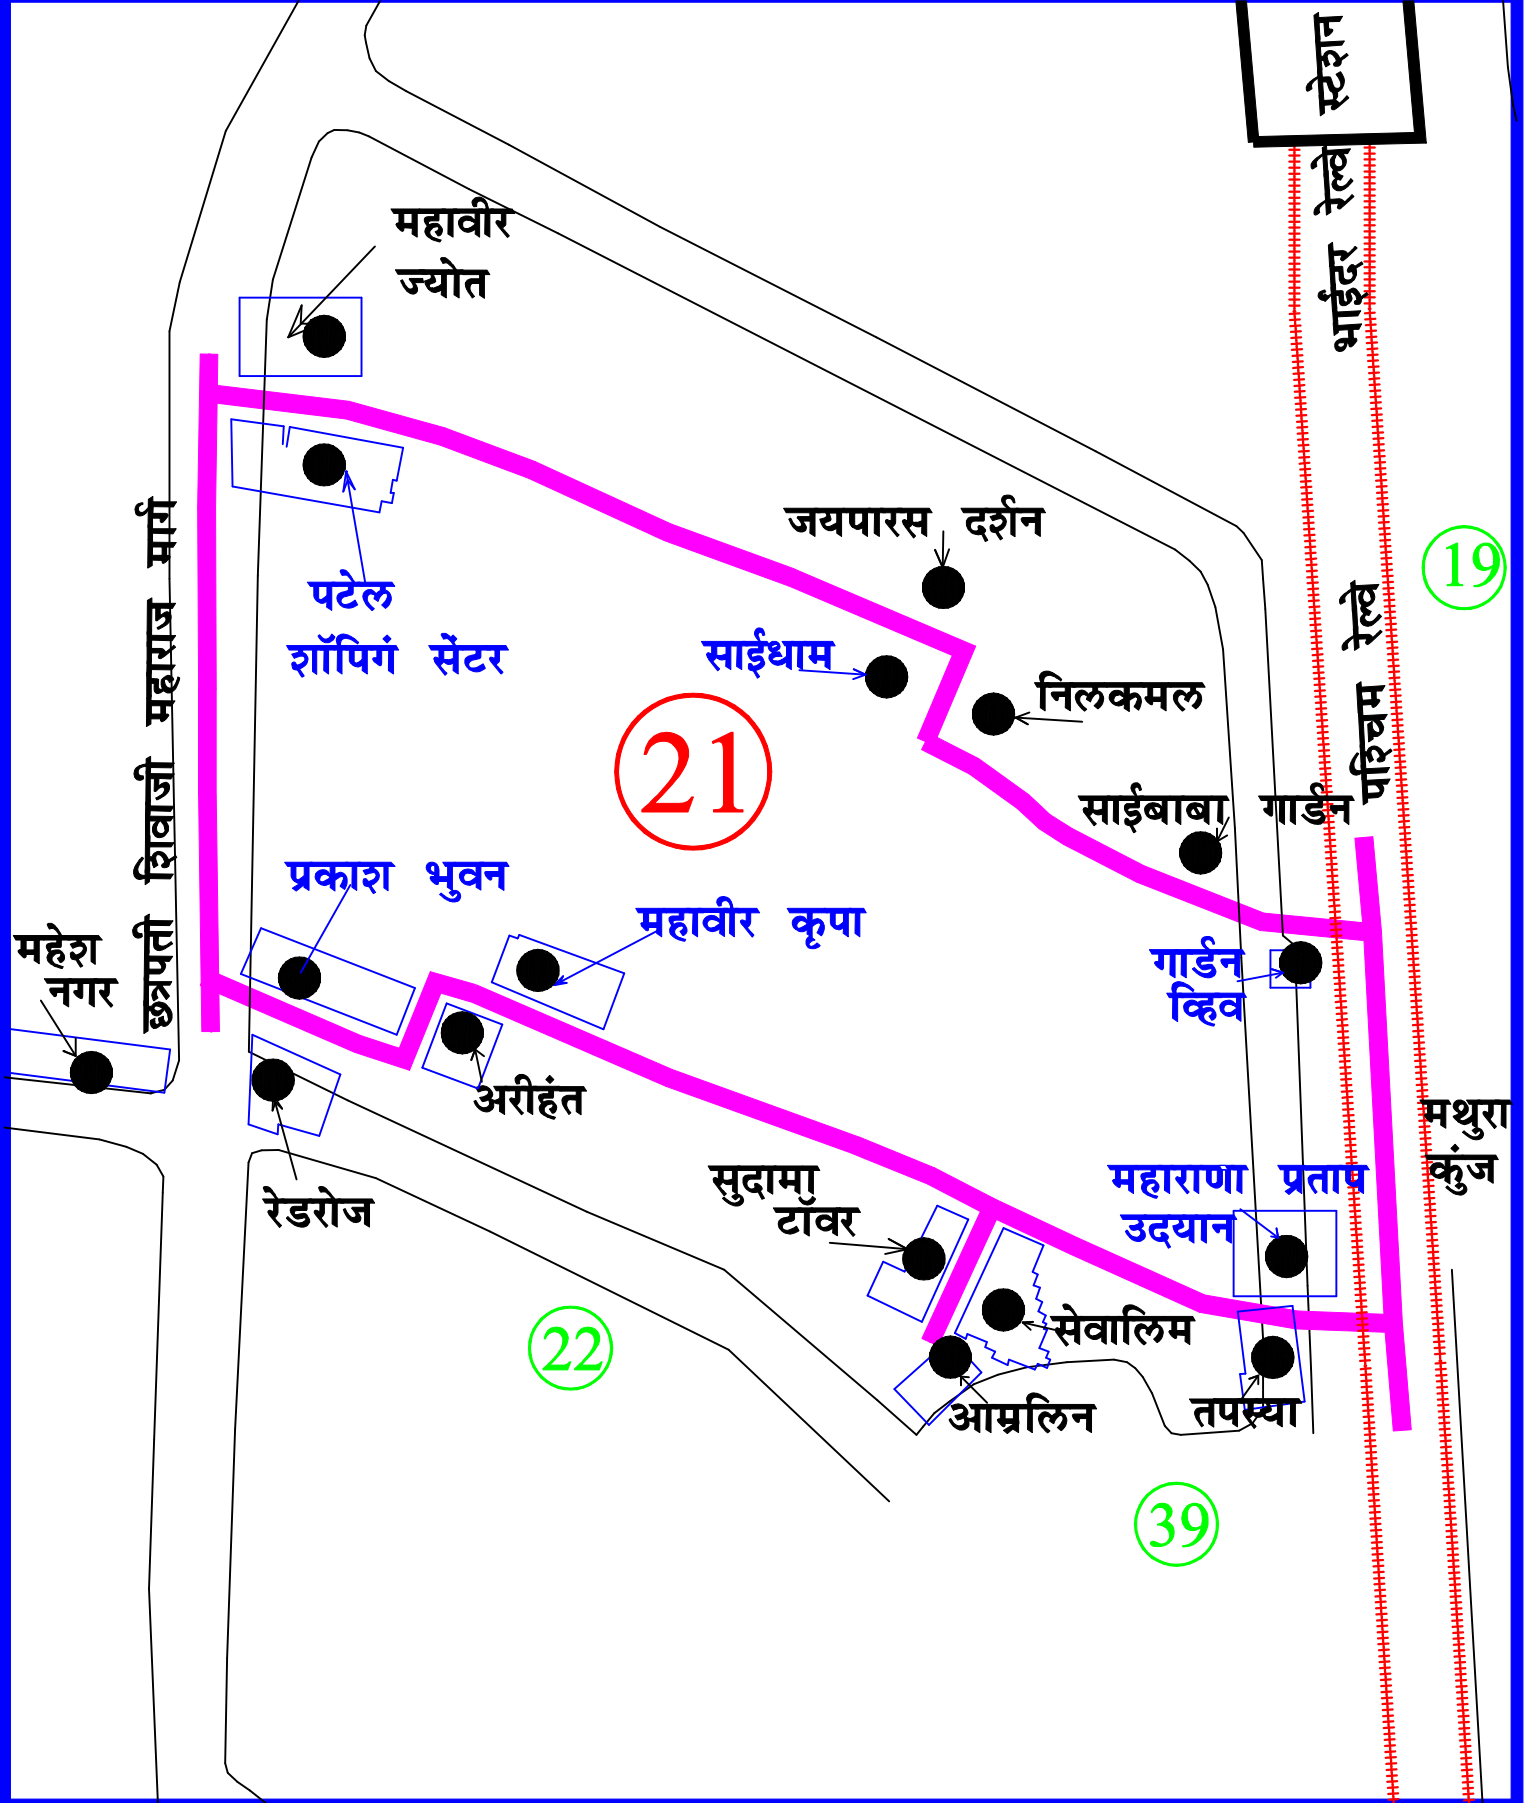 भाईंदर रेल्वे स्टेशन
महावीर
ज्योत
छत्रपती शिवाजी महाराज मार्ग
पटेल
शॉपिगं सेंटर
जयपारस दर्शन
19
साईधाम
निलकमल
पश्चिम रेल्वे
21
साईबाबा गार्डन
प्रकाश भुवन
महावीर कृपा
महेश
नगर
गार्डन
व्हिव
अरीहंत
मथुरा
कुंज
सुदामा
टॉवर
महाराणा प्रताप
उदयान
रेडरोज
सेवालिम
22
आम्रलिन
तपस्या
39